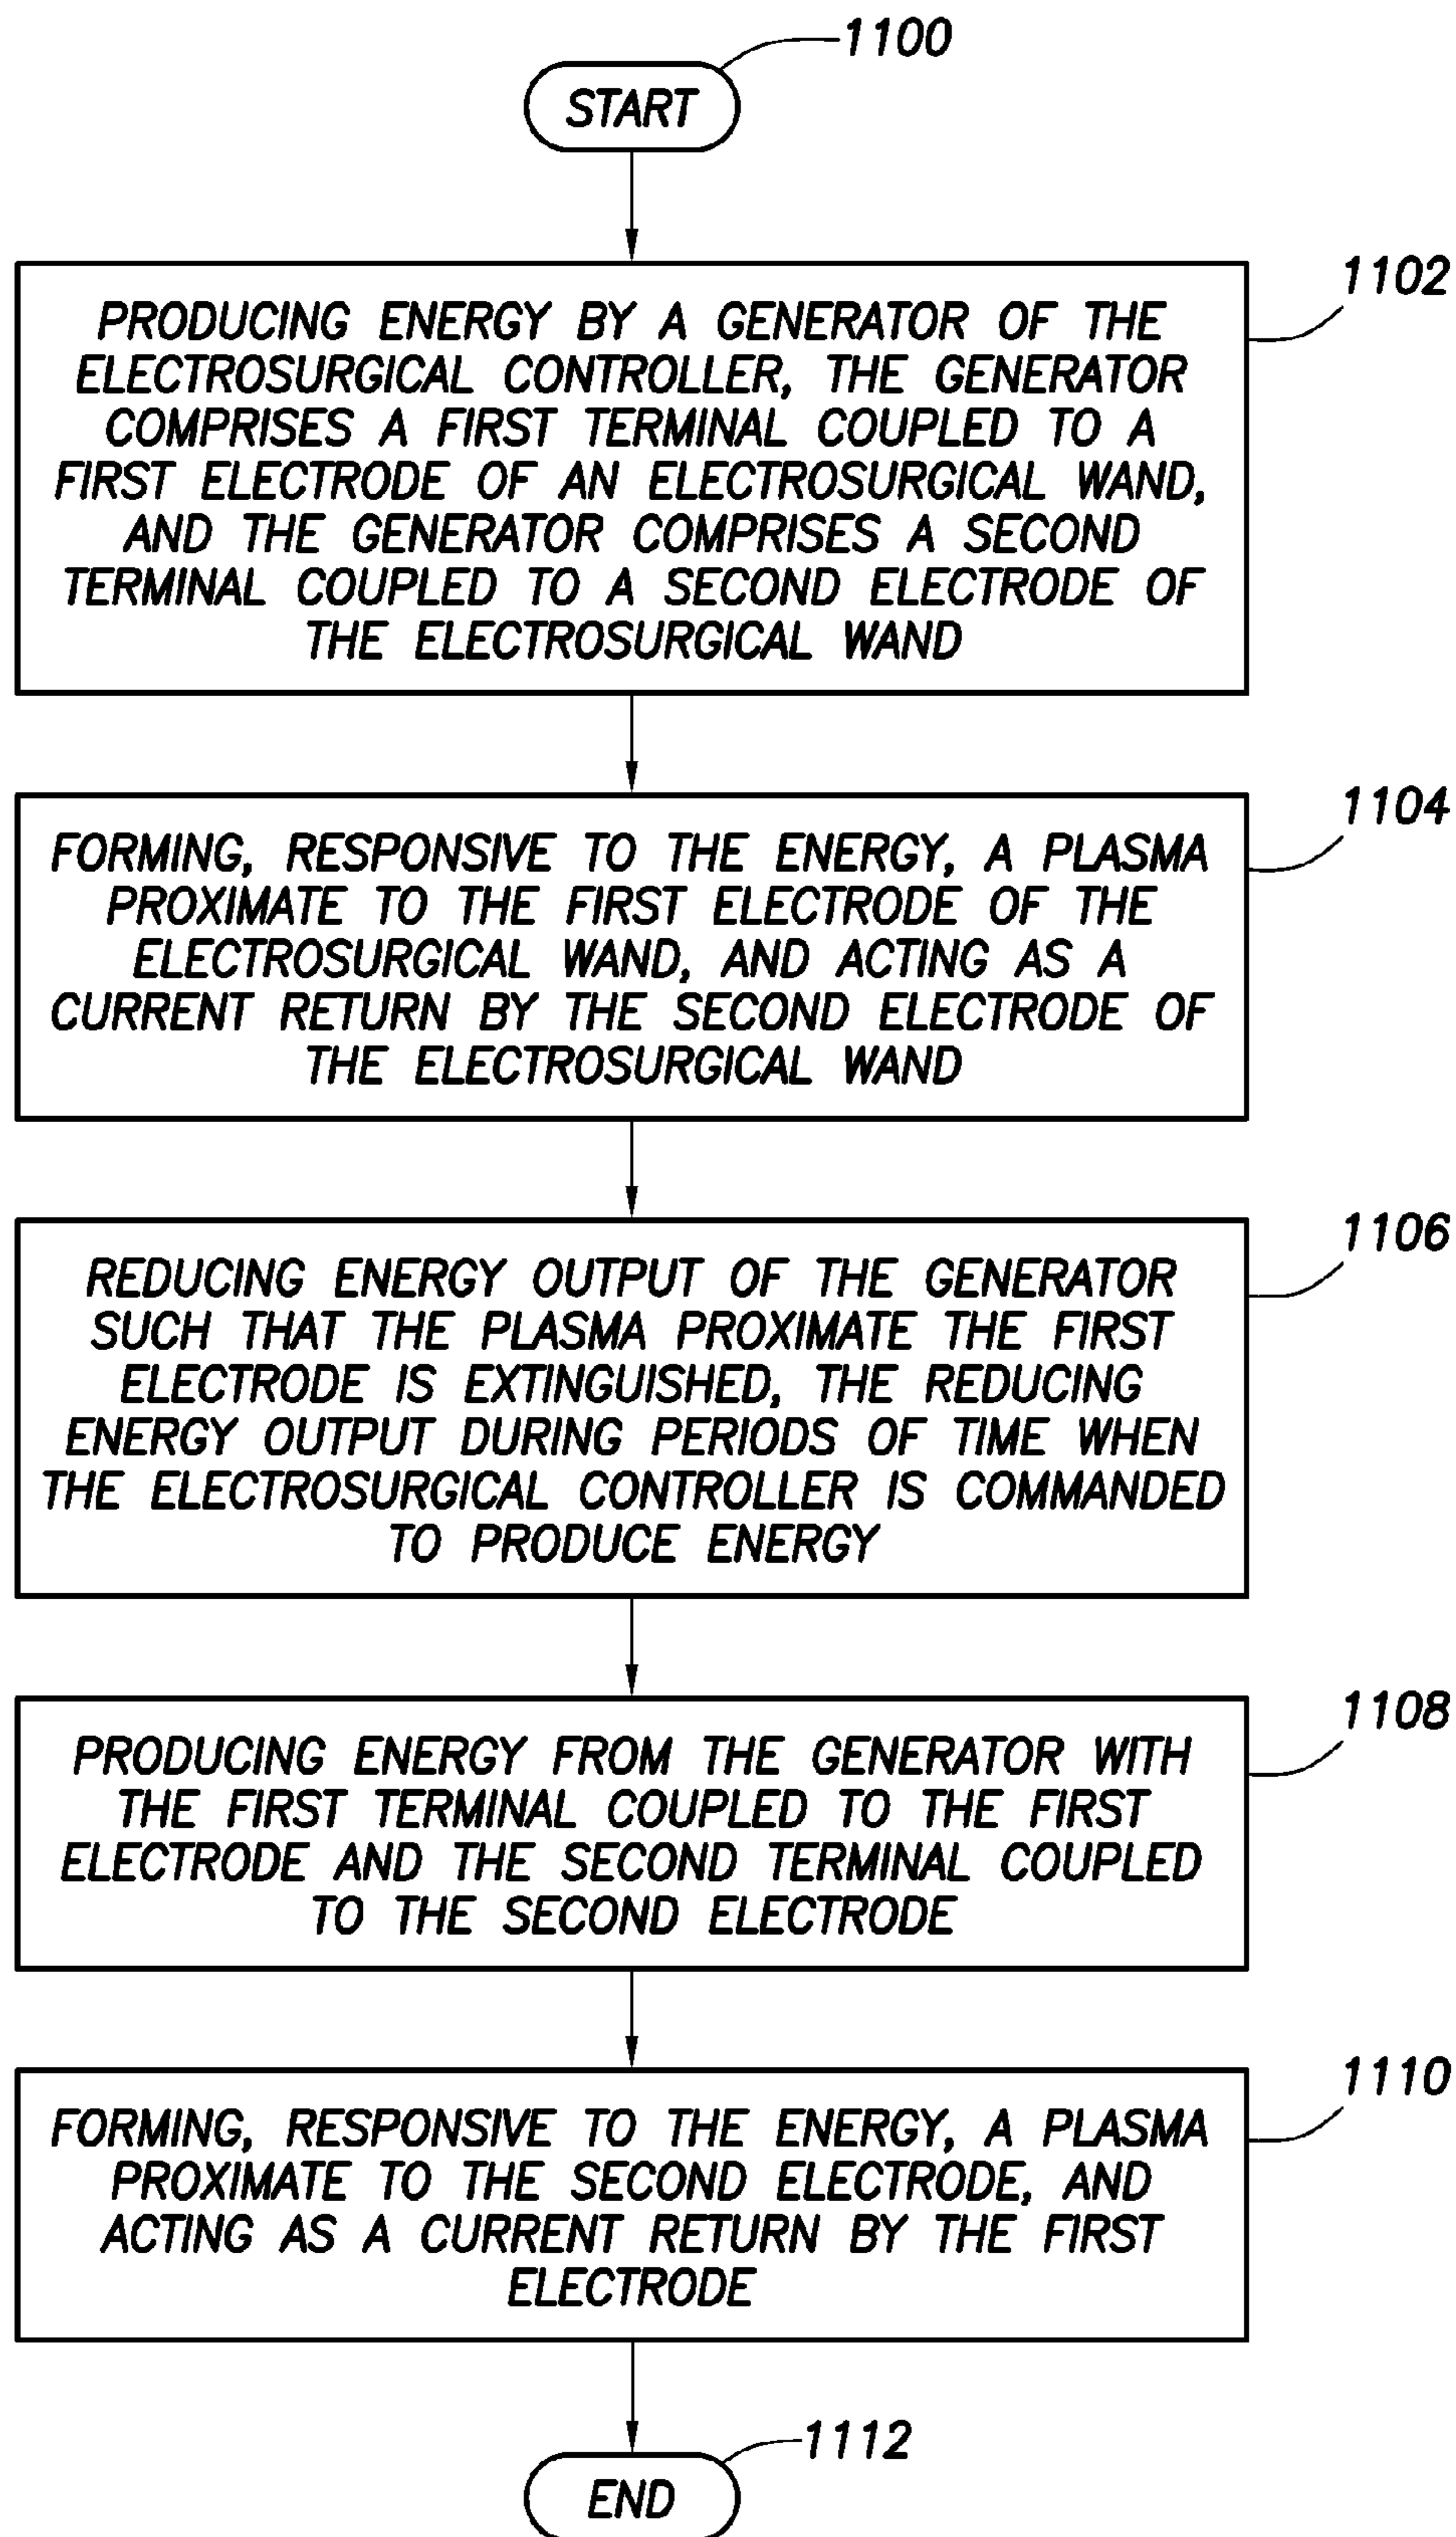 1100
START
1102
PRODUCING ENERGY BY A GENERATOR OF THE
ELECTROSURGICAL CONTROLLER, THE GENERATOR
COMPRISES A FIRST TERMINAL COUPLED TO A
FIRST ELECTRODE OF AN ELECTROSURGICAL WAND,
AND THE GENERATOR COMPRISES A SECOND
TERMINAL COUPLED TO A SECOND ELECTRODE OF
THE ELECTROSURGICAL WAND
1104
FORMING, RESPONSIVE TO THE ENERGY, A PLASMA
PROXIMATE TO THE FIRST ELECTRODE OF THE
ELECTROSURGICAL WAND, AND ACTING AS A
CURRENT RETURN BY THE SECOND ELECTRODE OF
THE ELECTROSURGICAL WAND
1106
REDUCING ENERGY OUTPUT OF THE GENERATOR
SUCH THAT THE PLASMA PROXIMATE THE FIRST
ELECTRODE IS EXTINGUISHED, THE REDUCING
ENERGY OUTPUT DURING PERIODS OF TIME WHEN
THE ELECTROSURGICAL CONTROLLER IS COMMANDED
TO PRODUCE ENERGY
1108
PRODUCING ENERGY FROM THE GENERATOR WITH
THE FIRST TERMINAL COUPLED TO THE FIRST
ELECTRODE AND THE SECOND TERMINAL COUPLED
TO THE SECOND ELECTRODE
1110
FORMING, RESPONSIVE TO THE ENERGY, A PLASMA
PROXIMATE TO THE SECOND ELECTRODE, AND
ACTING AS A CURRENT RETURN BY THE FIRST
ELECTRODE
1112
END